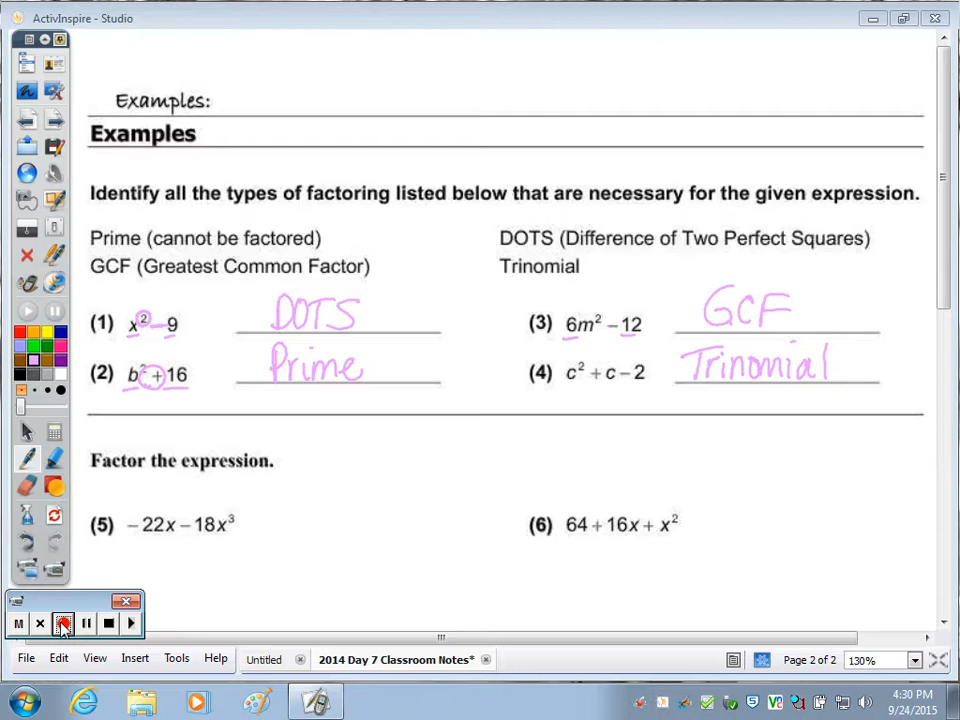 ActivInspire - Studio
Examples:
Examples
Identify all the types of factoring listed below that are necessary for the given expression.
Prime (cannot be factored)
DOTS (Difference of Two Perfect Squares)
GCF (Greatest Common Factor)
Trinomial
(1) x² – 9 DOTS
(3) 6m² – 12 GCF
(2) b² + 16 Prime
(4) c² + c – 2 Trinomial
Factor the expression.
(5) – 22x – 18x³
(6) 64 + 16x + x²
M
File Edit View Insert Tools Help
Untitled
2014 Day 7 Classroom Notes*
Page 2 of 2
130%
4:30 PM
9/24/2015